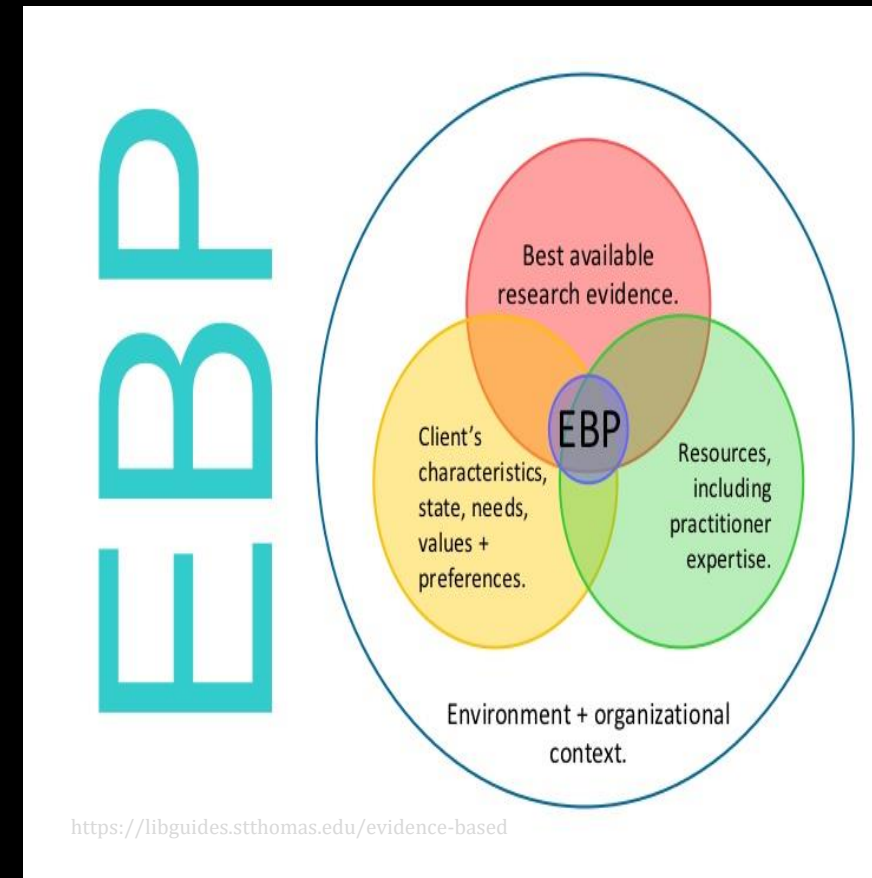 EBP
Best available
research evidence.
EBP
Client's
characteristics,
state, needs,
values +
preferences.
Resources,
including
practitioner
expertise.
Environment + organizational
context.
https://libguides.stthomas.edu/evidence-based